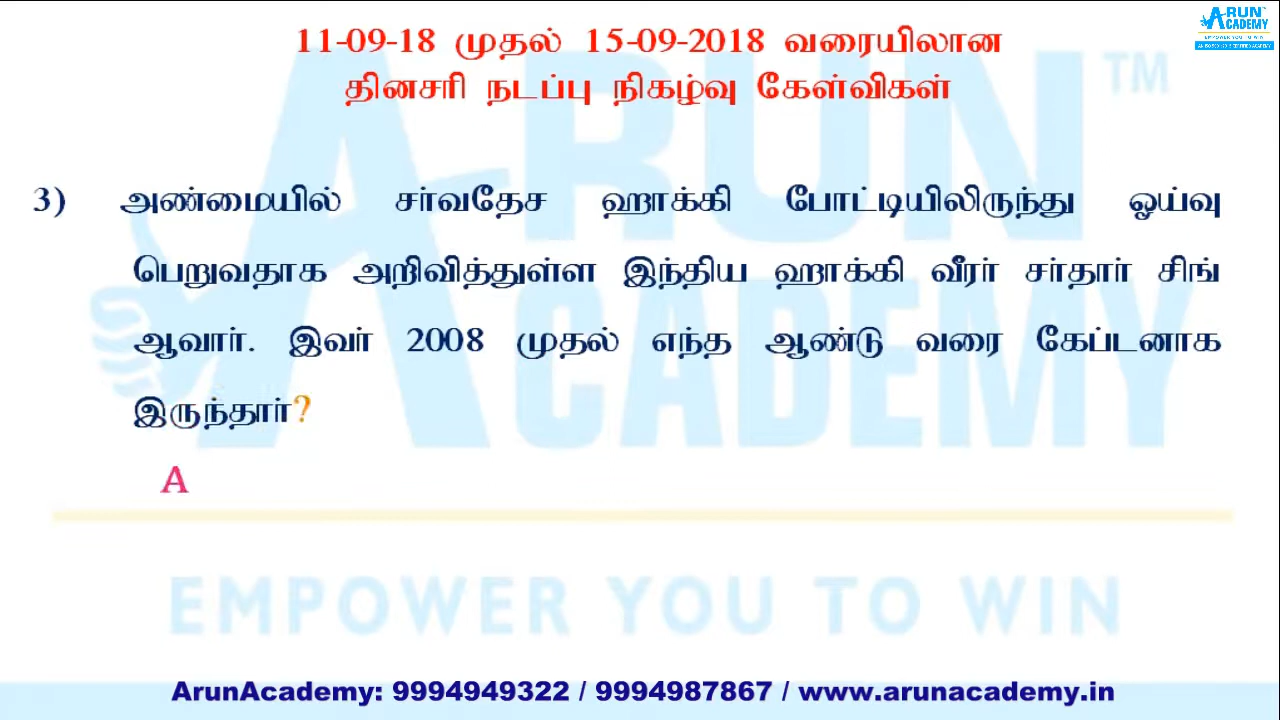 ARUN
ACADEMY
11-09-18 முதல் 15-09-2018 வரையிலான
தினசரி நடப்பு நிகழ்வு கேள்விகள்
ARUN™
ACADEMY
3) அண்மையில் சர்வதேச ஹாக்கி போட்டியிலிருந்து ஓய்வு
பெறுவதாக அறிவித்துள்ள இந்திய ஹாக்கி வீரர் சர்தார் சிங்
ஆவார். இவர் 2008 முதல் எந்த ஆண்டு வரை கேப்டனாக
இருந்தார்?
A
EMPOWER YOU TO WIN
ArunAcademy: 9994949322 / 9994987867 / www.arunacademy.in